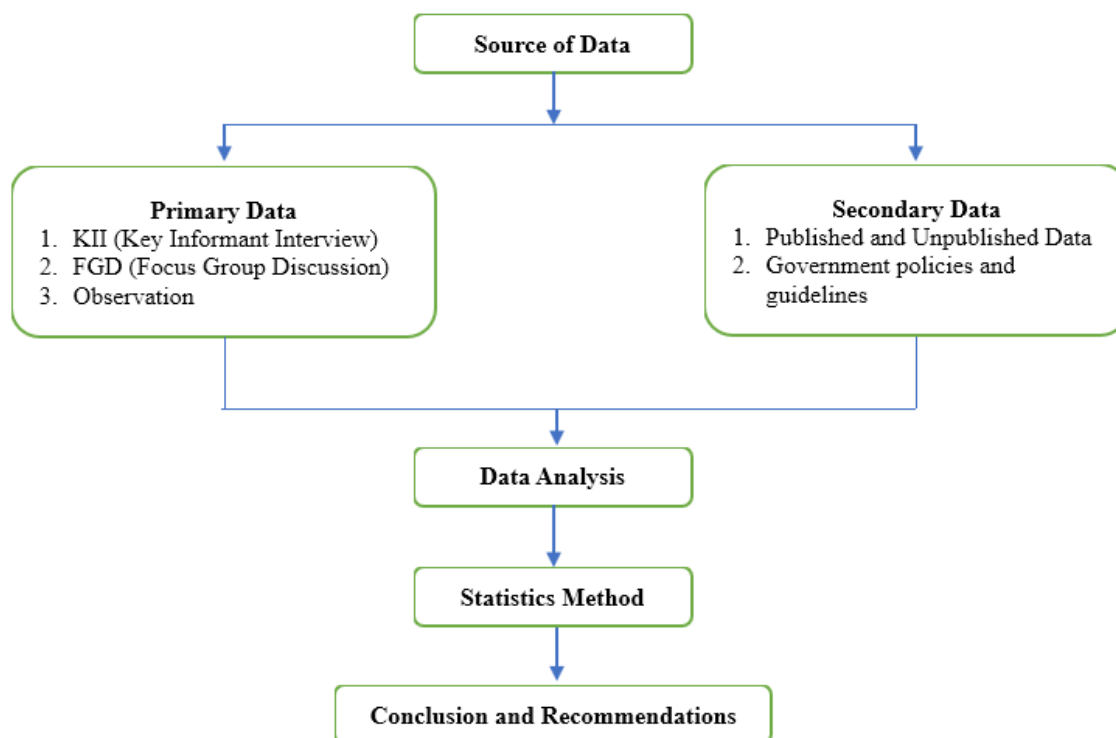 Source of Data
Primary Data
1. KII (Key Informant Interview)
2. FGD (Focus Group Discussion)
3. Observation
Secondary Data
1. Published and Unpublished Data
2. Government policies and
guidelines
Data Analysis
Statistics Method
Conclusion and Recommendations